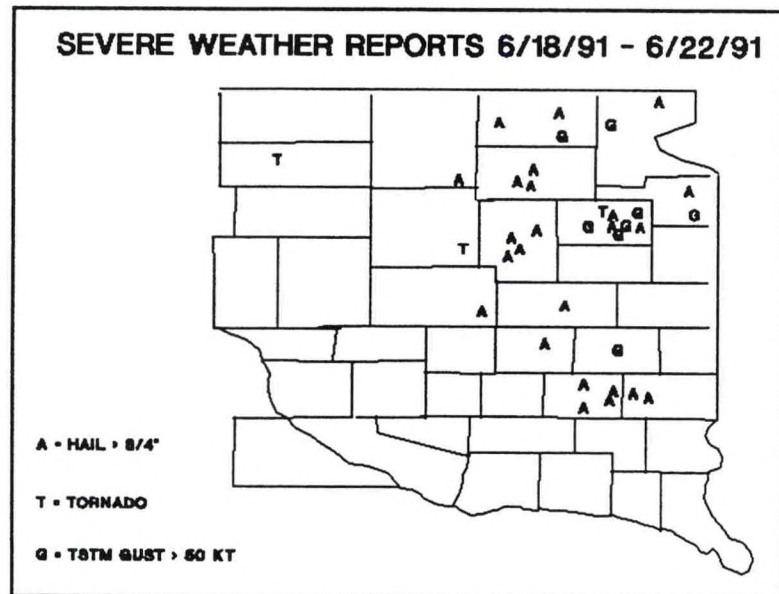 SEVERE WEATHER REPORTS 6/18/91 - 6/22/91
A
A A G
G
T
A
A A A
A
T A G G
G A G A
A A G
T A
A
A A
A G
A A A A
A A
A = HAIL > 3/4"
T = TORNADO
G = TSTM GUST > 50 KT